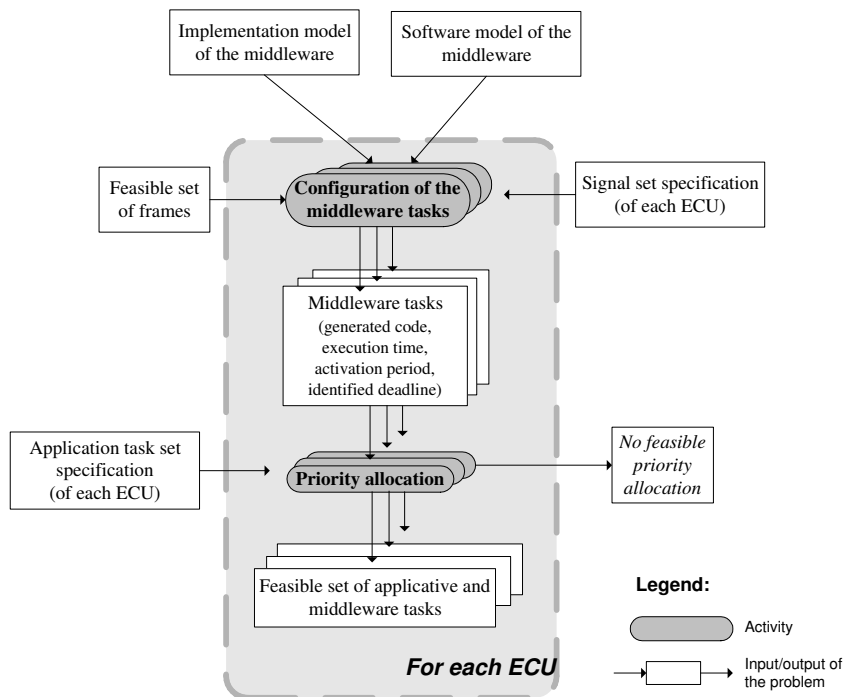 Implementation model
of the middleware
Software model of the
middleware
Feasible set
of frames
Configuration of the
middleware tasks
Signal set specification
(of each ECU)
Middleware tasks
(generated code,
execution time,
activation period,
identified deadline)
Application task set
specification
(of each ECU)
Priority allocation
No feasible
priority
allocation
Feasible set of applicative and
middleware tasks
For each ECU
Legend:
Activity
Input/output of
the problem